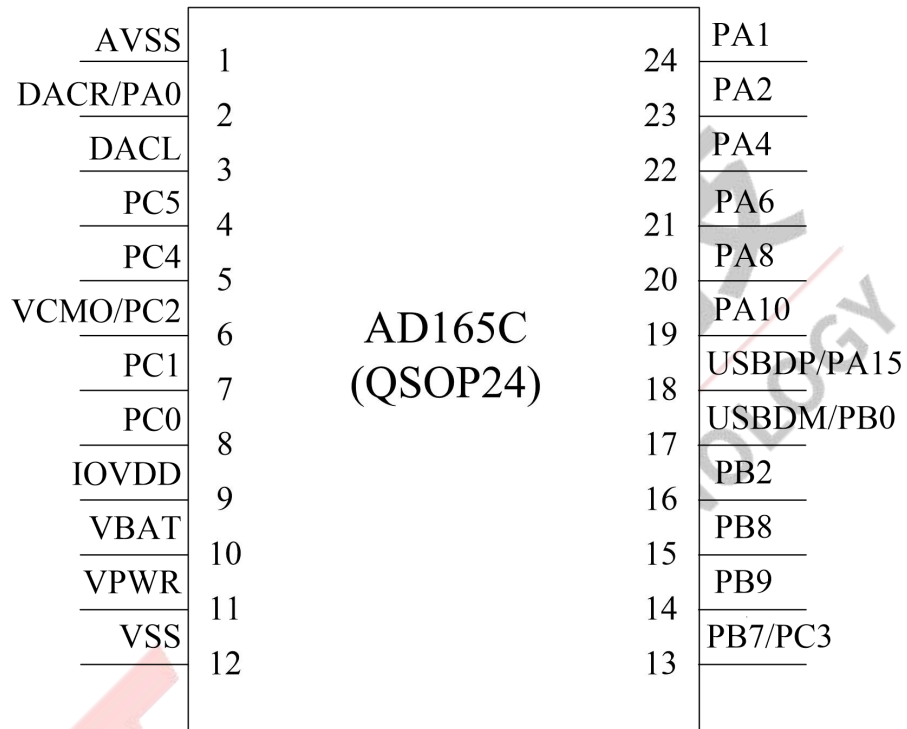 AVSS 1
DACR/PA0 2
DACL 3
PC5 4
PC4 5
VCMO/PC2 6
PC1 7
PC0 8
IOVDD 9
VBAT 10
VPWR 11
VSS 12
AD165C
(QSOP24)
24 PA1
23 PA2
22 PA4
21 PA6
20 PA8
19 PA10
18 USBDP/PA15
17 USBDM/PB0
16 PB2
15 PB8
14 PB9
13 PB7/PC3